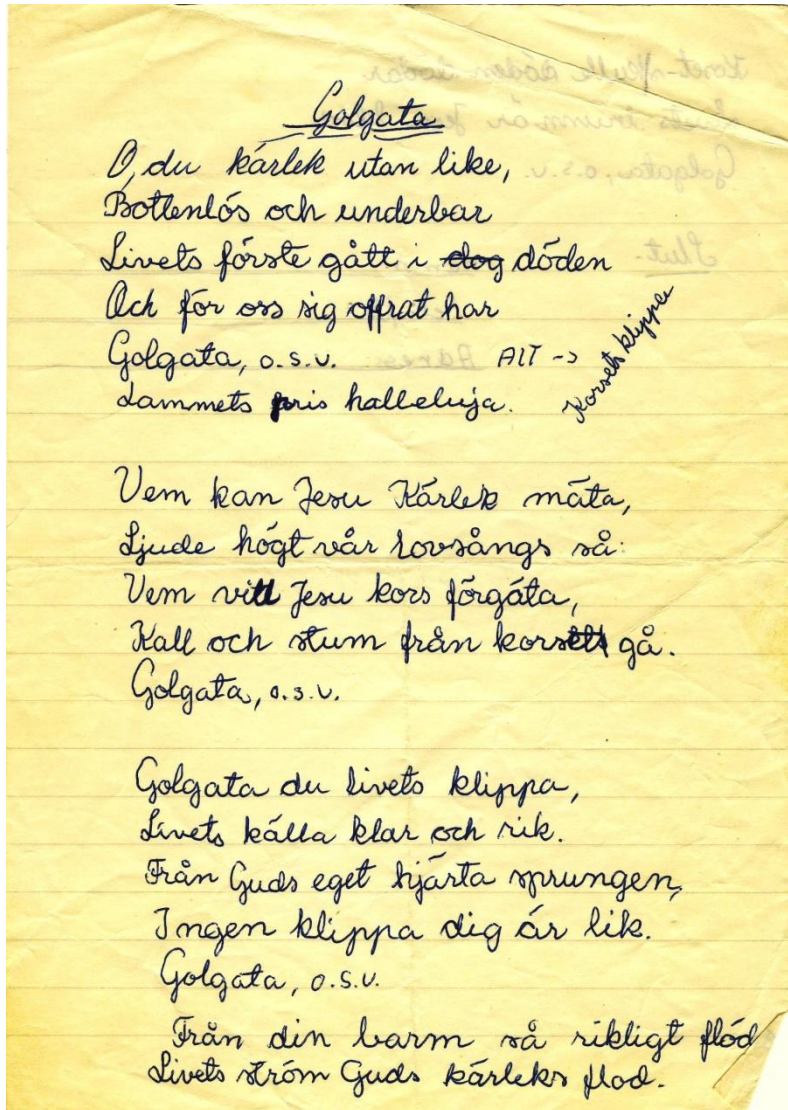 Golgata
O, du kärlek utan like,
Bottenlös och underbar
Livets förste gått i dog döden
Och för oss sig offrat har
Golgata, o.s.v. Alt -> Korsets klippa
Lammets pris halleluja.
Vem kan Jesu Kärlek mäta,
Ljude högt vår Lovsångs så:
Vem vill Jesu kors förgäta,
Kall och stum från korset gå.
Golgata, o.s.v.
Golgata du livets klippa,
Livets källa klar och rik.
Från Guds eget hjärta sprungen,
Ingen klippa dig är lik.
Golgata, o.s.v.
Från din barm så rikligt flöd
Livets ström Guds kärleks flod.